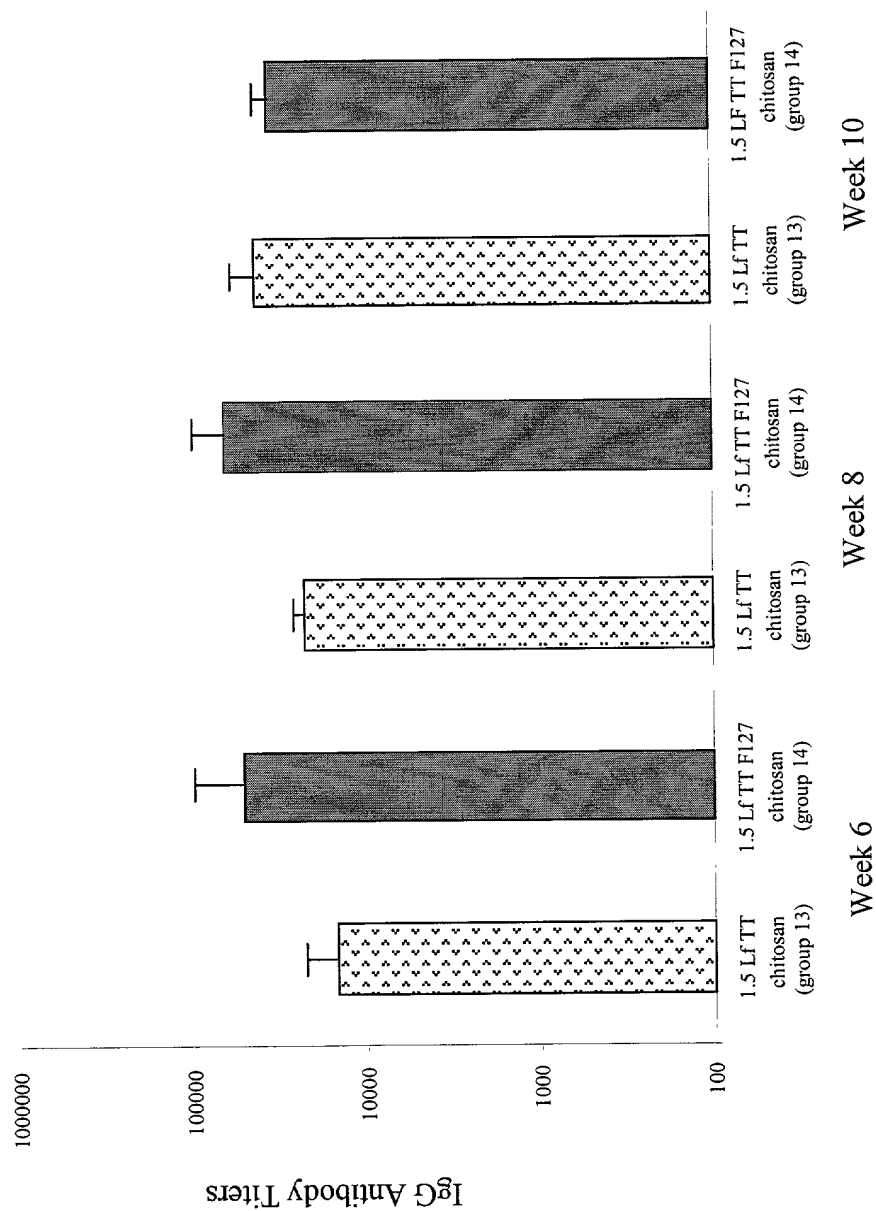 IgG Antibody Titers
1000000
100000
10000
1000
100
1.5 Lf TT
chitosan
(group 13)
1.5 Lf TT F127
chitosan
(group 14)
1.5 Lf TT
chitosan
(group 13)
1.5 Lf TT F127
chitosan
(group 14)
1.5 Lf TT
chitosan
(group 13)
1.5 LF TT F127
chitosan
(group 14)
Week 6
Week 8
Week 10